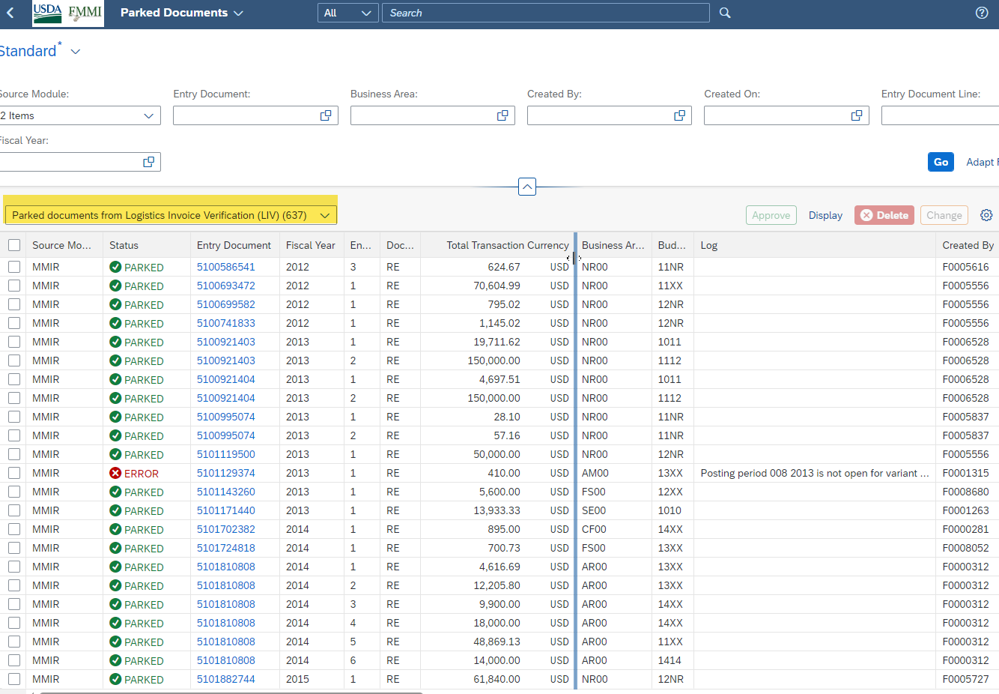 USDA FMMI Parked Documents All Search
Standard*
Source Module: Entry Document: Business Area: Created By: Created On: Entry Document Line:
2 Items
Fiscal Year:
Go Adapt F
Parked documents from Logistics Invoice Verification (LIV) (637) Approve Display Delete Change
Source Mo... Status Entry Document Fiscal Year En... Doc... Total Transaction Currency Business Ar... Bud... Log Created By
MMIR PARKED 5100586541 2012 3 RE 624.67 USD NR00 11NR F0005616
MMIR PARKED 5100693472 2012 1 RE 70,604.99 USD NR00 11XX F0005556
MMIR PARKED 5100699582 2012 1 RE 795.02 USD NR00 12NR F0005556
MMIR PARKED 5100741833 2012 1 RE 1,145.02 USD NR00 12NR F0005556
MMIR PARKED 5100921403 2013 1 RE 19,711.62 USD NR00 1011 F0006528
MMIR PARKED 5100921403 2013 2 RE 150,000.00 USD NR00 1112 F0006528
MMIR PARKED 5100921404 2013 1 RE 4,697.51 USD NR00 1011 F0006528
MMIR PARKED 5100921404 2013 2 RE 150,000.00 USD NR00 1112 F0006528
MMIR PARKED 5100995074 2013 1 RE 28.10 USD NR00 11NR F0005837
MMIR PARKED 5100995074 2013 2 RE 57.16 USD NR00 11NR F0005837
MMIR PARKED 5101119500 2013 1 RE 50,000.00 USD NR00 12NR F0005556
MMIR ERROR 5101129374 2013 1 RE 410.00 USD AM00 13XX Posting period 008 2013 is not open for variant ... F0001315
MMIR PARKED 5101143260 2013 1 RE 5,600.00 USD FS00 12XX F0008680
MMIR PARKED 5101171440 2013 1 RE 13,933.33 USD SE00 1010 F0001263
MMIR PARKED 5101702382 2014 1 RE 895.00 USD CF00 14XX F0000281
MMIR PARKED 5101724818 2014 1 RE 700.73 USD FS00 13XX F0008052
MMIR PARKED 5101810808 2014 1 RE 4,616.69 USD AR00 13XX F0000312
MMIR PARKED 5101810808 2014 2 RE 12,205.80 USD AR00 13XX F0000312
MMIR PARKED 5101810808 2014 3 RE 9,900.00 USD AR00 14XX F0000312
MMIR PARKED 5101810808 2014 4 RE 18,000.00 USD AR00 14XX F0000312
MMIR PARKED 5101810808 2014 5 RE 48,869.13 USD AR00 11XX F0000312
MMIR PARKED 5101810808 2014 6 RE 14,000.00 USD AR00 1414 F0000312
MMIR PARKED 5101882744 2015 1 RE 61,840.00 USD NR00 12NR F0005727